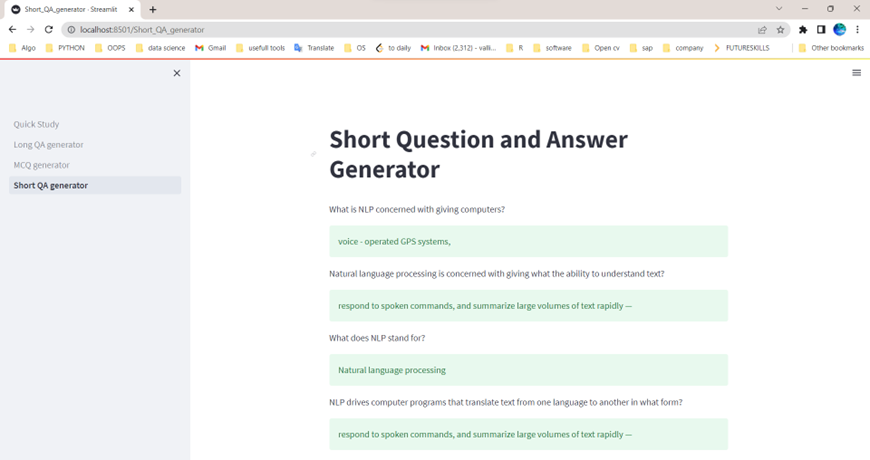 Short_QA_generator · Streamlit
localhost:8501/Short_QA_generator
Algo PYTHON OOPS data science Gmail usefull tools Translate OS to daily Inbox (2,312) - valli... R software Open cv sap company FUTURESKILLS Other bookmarks
Quick Study
Long QA generator
MCQ generator
Short QA generator
Short Question and Answer
Generator
What is NLP concerned with giving computers?
voice - operated GPS systems,
Natural language processing is concerned with giving what the ability to understand text?
respond to spoken commands, and summarize large volumes of text rapidly —
What does NLP stand for?
Natural language processing
NLP drives computer programs that translate text from one language to another in what form?
respond to spoken commands, and summarize large volumes of text rapidly —